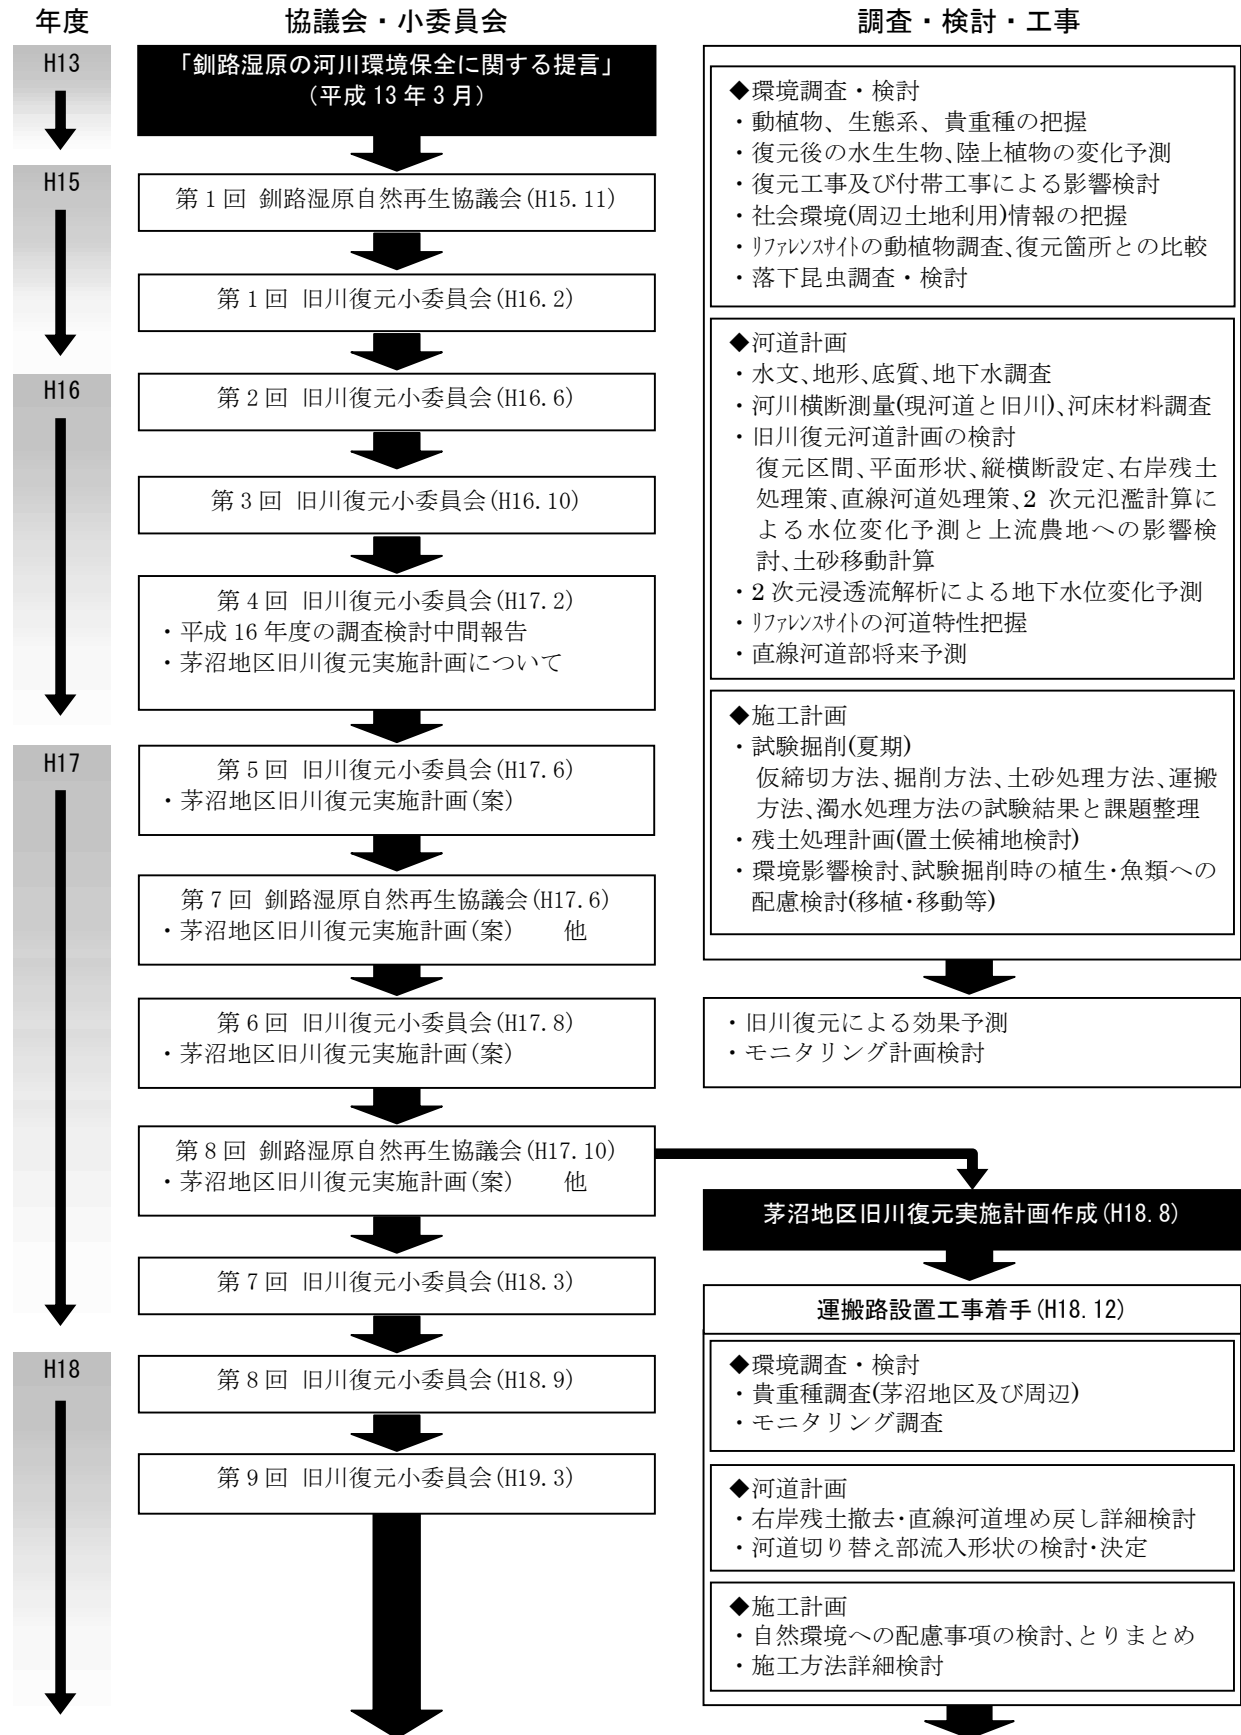 年度
協議会・小委員会
調査・検討・工事
H13
「釧路湿原の河川環境保全に関する提言」
（平成 13 年 3 月）
H15
第 1 回 釧路湿原自然再生協議会(H15.11)
第 1 回 旧川復元小委員会(H16.2)
H16
第 2 回 旧川復元小委員会(H16.6)
第 3 回 旧川復元小委員会(H16.10)
第 4 回 旧川復元小委員会(H17.2)
・平成 16 年度の調査検討中間報告
・茅沼地区旧川復元実施計画について
H17
第 5 回 旧川復元小委員会(H17.6)
・茅沼地区旧川復元実施計画(案)
第 7 回 釧路湿原自然再生協議会(H17.6)
・茅沼地区旧川復元実施計画(案) 他
第 6 回 旧川復元小委員会(H17.8)
・茅沼地区旧川復元実施計画(案)
第 8 回 釧路湿原自然再生協議会(H17.10)
・茅沼地区旧川復元実施計画(案) 他
第 7 回 旧川復元小委員会(H18.3)
H18
第 8 回 旧川復元小委員会(H18.9)
第 9 回 旧川復元小委員会(H19.3)
◆環境調査・検討
・動植物、生態系、貴重種の把握
・復元後の水生生物、陸上植物の変化予測
・復元工事及び付帯工事による影響検討
・社会環境(周辺土地利用)情報の把握
・ﾘﾌｧﾚﾝｽｻｲﾄの動植物調査、復元箇所との比較
・落下昆虫調査・検討
◆河道計画
・水文、地形、底質、地下水調査
・河川横断測量(現河道と旧川)、河床材料調査
・旧川復元河道計画の検討
復元区間、平面形状、縦横断設定、右岸残土
処理策、直線河道処理策、2 次元氾濫計算に
よる水位変化予測と上流農地への影響検
討、土砂移動計算
・2 次元浸透流解析による地下水位変化予測
・ﾘﾌｧﾚﾝｽｻｲﾄの河道特性把握
・直線河道部将来予測
◆施工計画
・試験掘削(夏期)
仮締切方法、掘削方法、土砂処理方法、運搬
方法、濁水処理方法の試験結果と課題整理
・残土処理計画(置土候補地検討)
・環境影響検討、試験掘削時の植生・魚類への
配慮検討(移植・移動等)
・旧川復元による効果予測
・モニタリング計画検討
茅沼地区旧川復元実施計画作成(H18.8)
運搬路設置工事着手(H18.12)
◆環境調査・検討
・貴重種調査(茅沼地区及び周辺)
・モニタリング調査
◆河道計画
・右岸残土撤去・直線河道埋め戻し詳細検討
・河道切り替え部流入形状の検討・決定
◆施工計画
・自然環境への配慮事項の検討、とりまとめ
・施工方法詳細検討